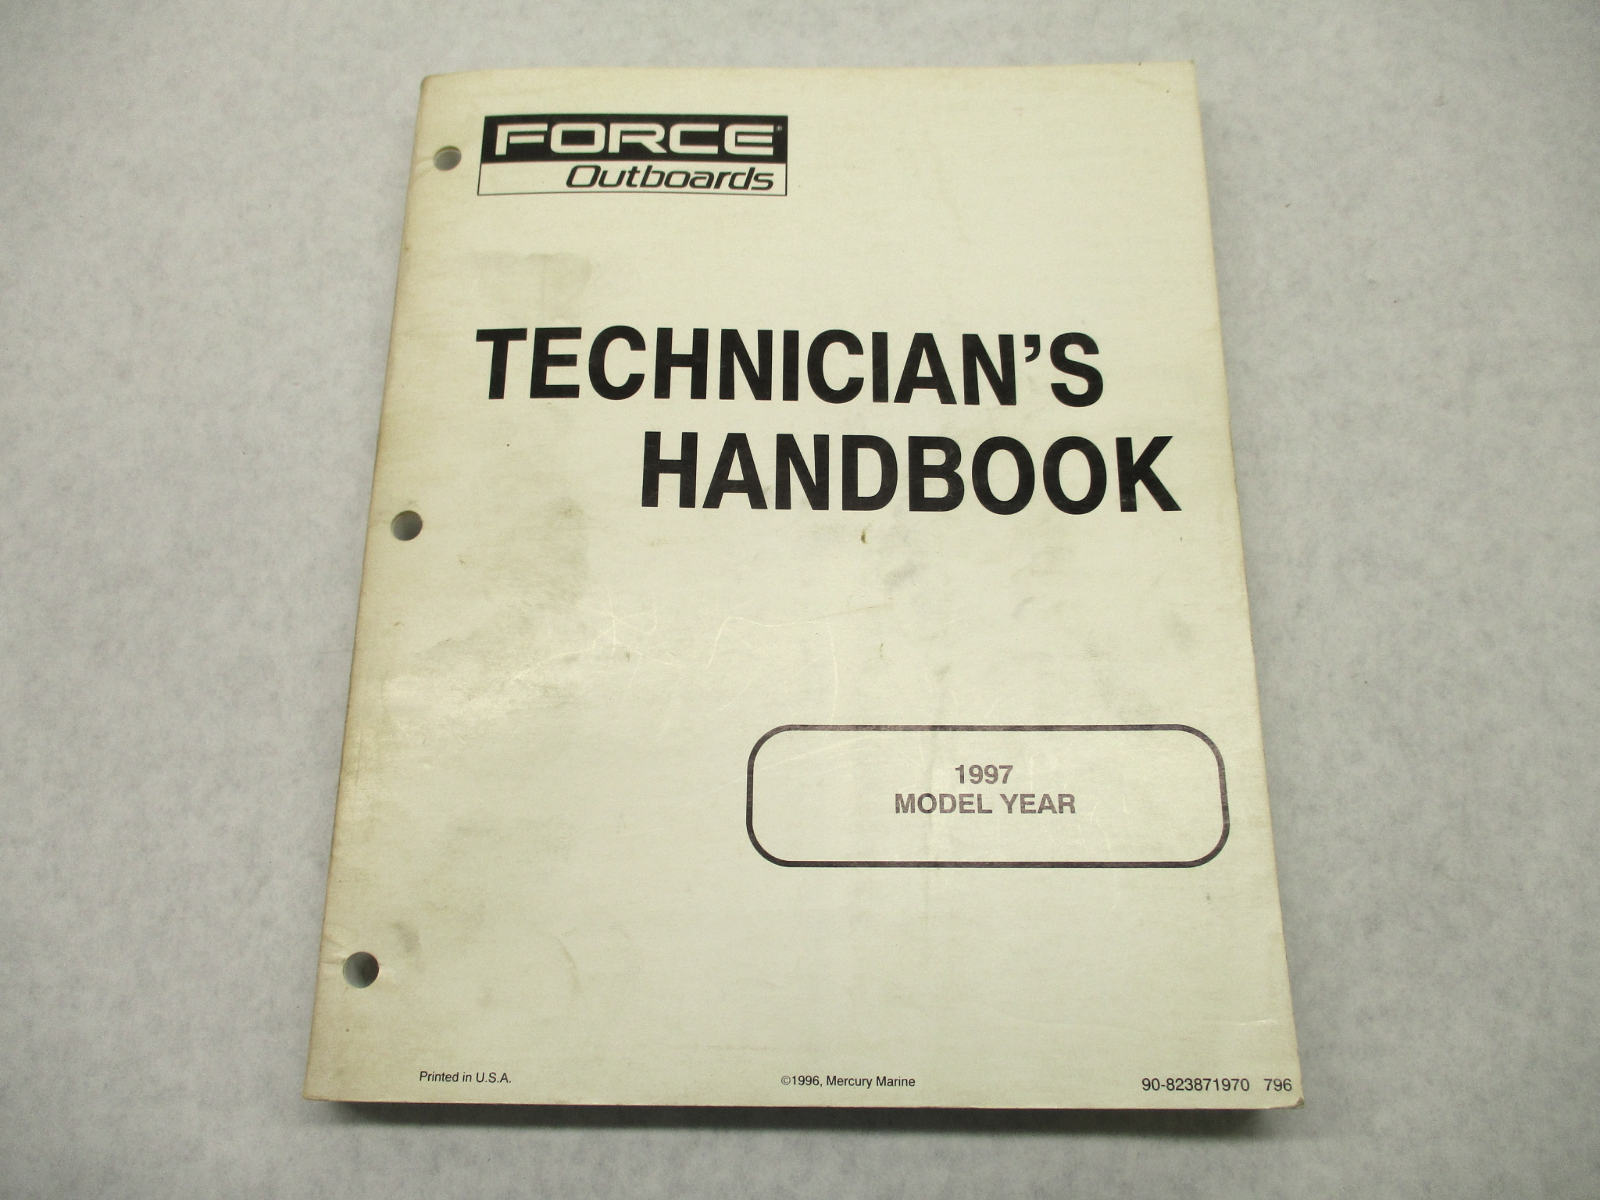 FORCE®
Outboards
TECHNICIAN'S
HANDBOOK
1997
MODEL YEAR
Printed in U.S.A.
©1996, Mercury Marine
90-823871970 796